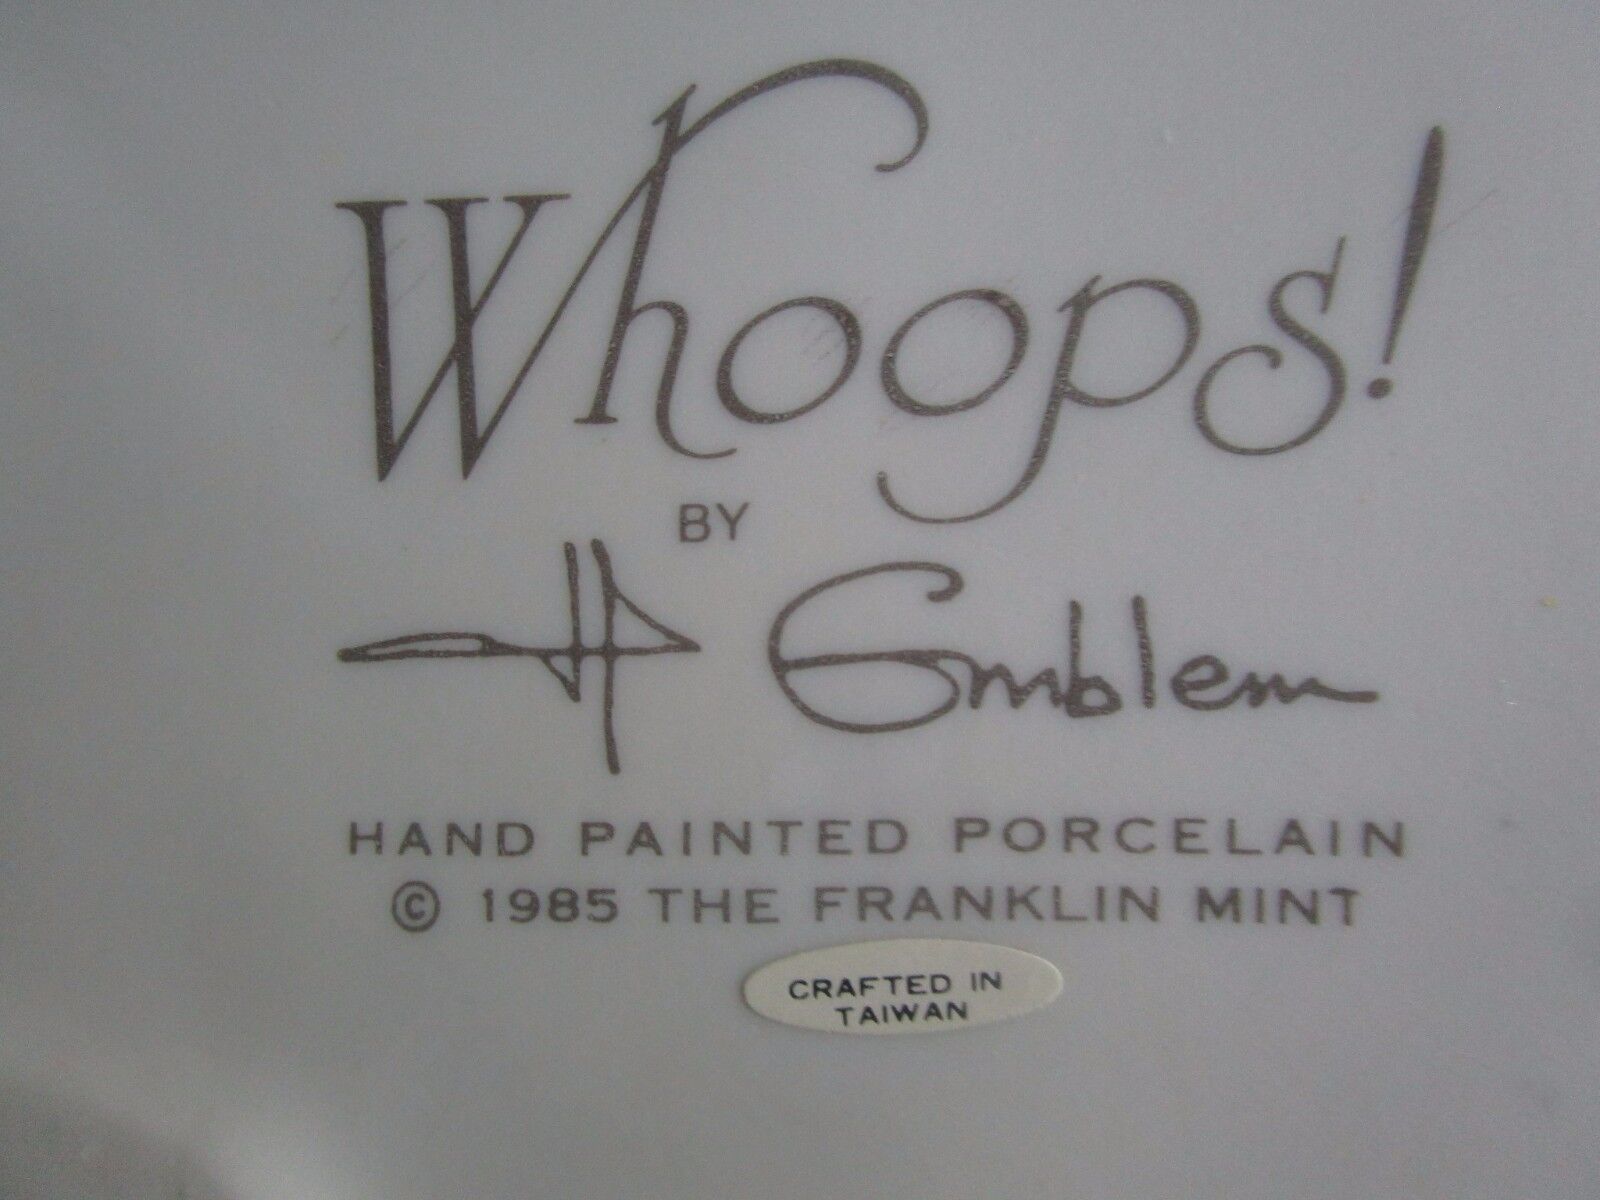 Whoops!
BY
Emblem
HAND PAINTED PORCELAIN
© 1985 THE FRANKLIN MINT
CRAFTED IN
TAIWAN